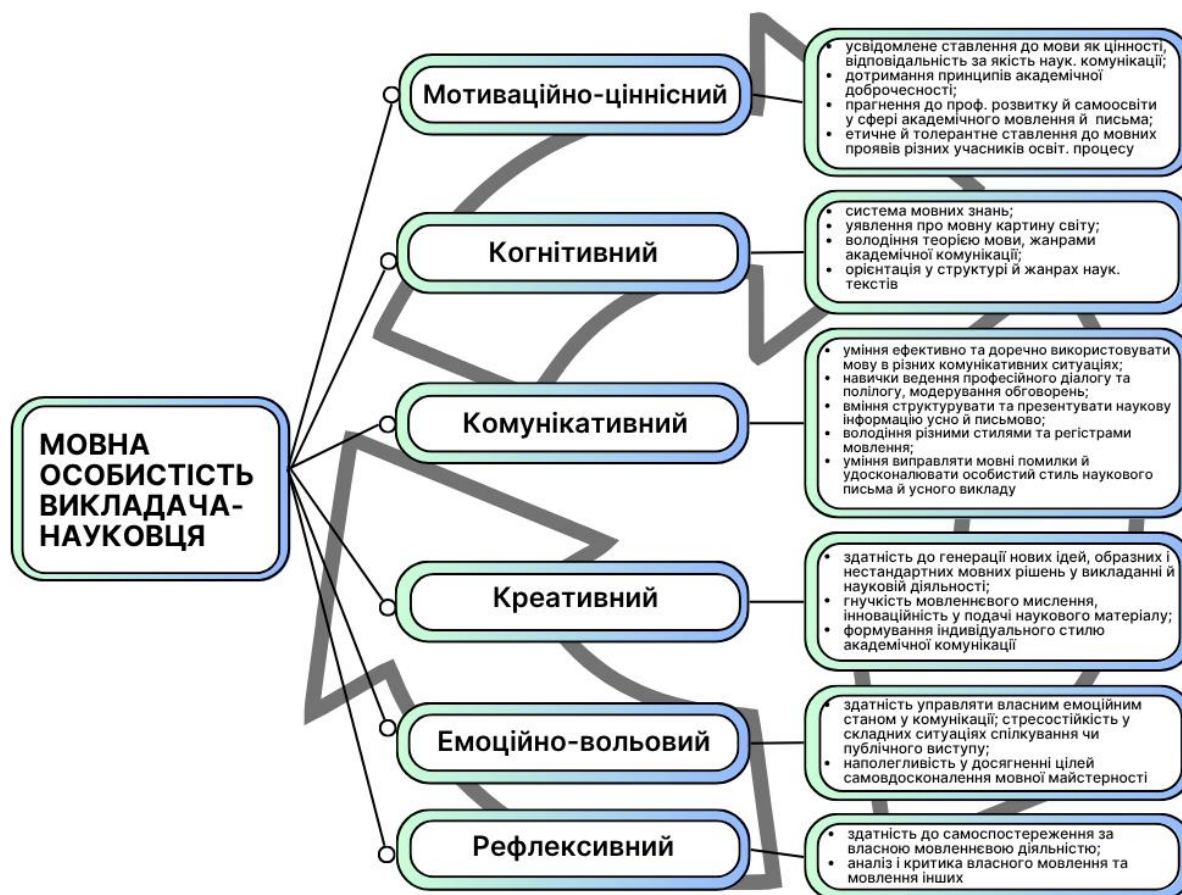 МОВНА
ОСОБИСТІСТЬ
ВИКЛАДАЧА-
НАУКОВЦЯ
Мотиваційно-ціннісний
• усвідомлене ставлення до мови як цінності,
відповідальність за якість наук. комунікації;
• дотримання принципів академічної
доброчесності;
• прагнення до проф. розвитку й самоосвіти
у сфері академічного мовлення й письма;
• етичне й толерантне ставлення до мовних
проявів різних учасників освіт. процесу
Когнітивний
• система мовних знань;
• уявлення про мовну картину світу;
• володіння теорією мови, жанрами
академічної комунікації;
• орієнтація у структурі й жанрах наук.
текстів
Комунікативний
• уміння ефективно та доречно використовувати
мову в різних комунікативних ситуаціях;
• навички ведення професійного діалогу та
полілогу, модерування обговорень;
• вміння структурувати та презентувати наукову
інформацію усно й письмово;
• володіння різними стилями та регістрами
мовлення;
• уміння виправляти мовні помилки й
удосконалювати особистий стиль наукового
письма й усного викладу
Креативний
• здатність до генерації нових ідей, образних і
нестандартних мовних рішень у викладанні й
науковій діяльності;
• гнучкість мовленнєвого мислення,
інноваційність у подачі наукового матеріалу;
• формування індивідуального стилю
академічної комунікації
Емоційно-вольовий
• здатність управляти власним емоційним
станом у комунікації; стресостійкість у
складних ситуаціях спілкування чи
публічного виступу;
• наполегливість у досягненні цілей
самовдосконалення мовної майстерності
Рефлексивний
• здатність до самоспостереження за
власною мовленнєвою діяльністю;
• аналіз і критика власного мовлення та
мовлення інших